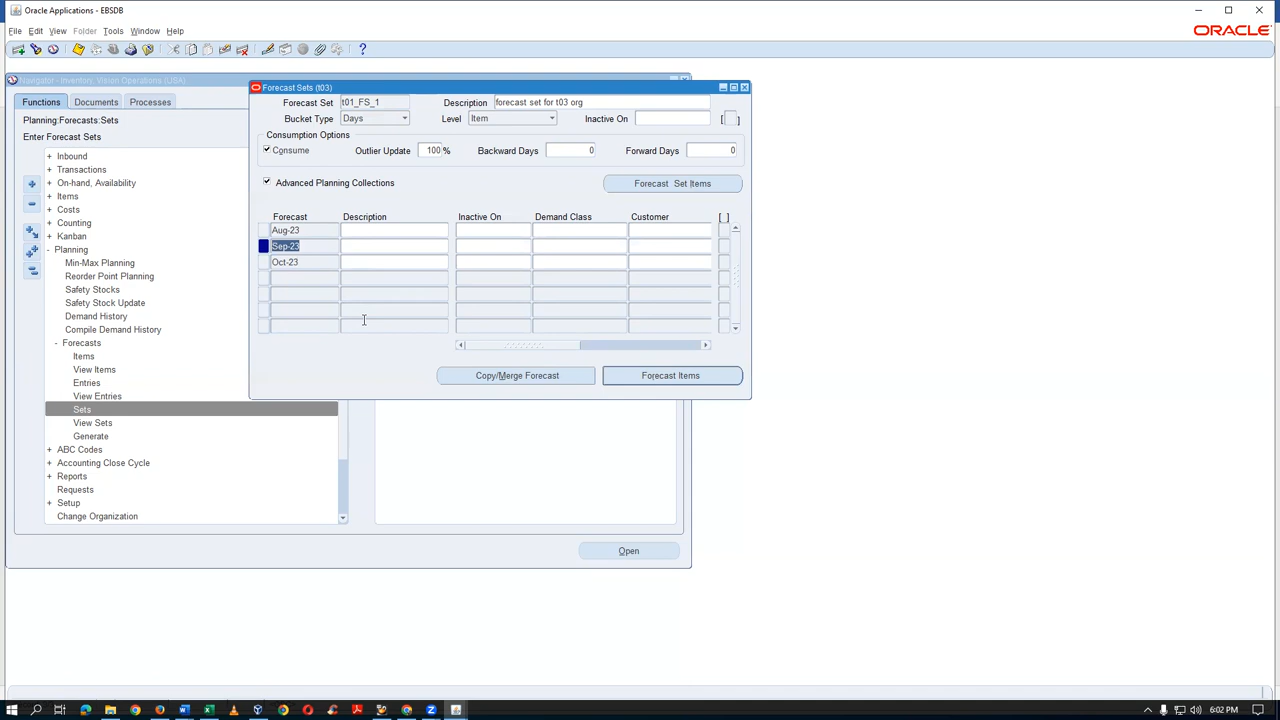 Oracle Applications - EBSDB
File Edit View Folder Tools Window Help
ORACLE
Navigator - Inventory, Vision Operations (USA)
Functions Documents Processes
Planning:Forecasts:Sets
Enter Forecast Sets
+ Inbound
+ Transactions
+ On-hand, Availability
+ Items
+ Costs
+ Counting
+ Kanban
- Planning
Min-Max Planning
Reorder Point Planning
Safety Stocks
Safety Stock Update
Demand History
Compile Demand History
- Forecasts
Items
View Items
Entries
View Entries
Sets
View Sets
Generate
+ ABC Codes
+ Accounting Close Cycle
+ Reports
Requests
+ Setup
Change Organization
Open
Forecast Sets (t03)
Forecast Set t01_FS_1 Description forecast set for t03 org
Bucket Type Days Level Item Inactive On [ ]
Consumption Options
Consume Outlier Update 100 % Backward Days 0 Forward Days 0
Advanced Planning Collections Forecast Set Items
Forecast Description Inactive On Demand Class Customer [ ]
Aug-23
Sep-23
Oct-23
Copy/Merge Forecast Forecast Items
6:02 PM